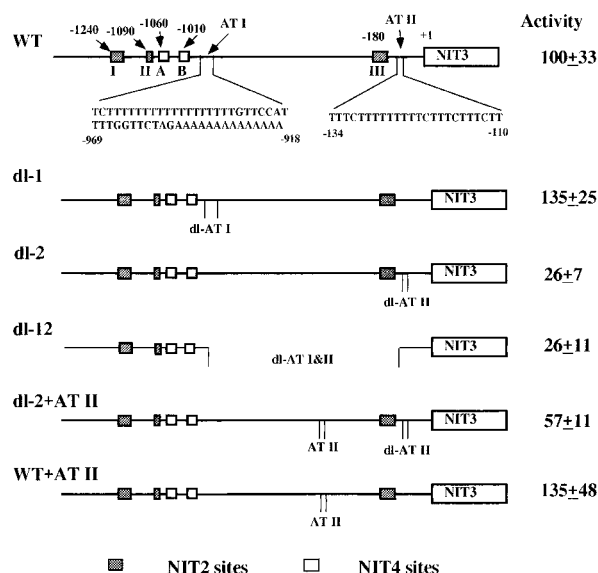 Activity
WT
-1240
-1090
-1060
-1010
AT I
-180
AT II
+1
I
II
A
B
III
NIT3
100±33
TCTTTTTTTTTTTTTTTTTTGTTCCAT
TTTGGTTCTAGAAAAAAAAAAAAAA
-969
-918
TTTCTTTTTTTTTCTTTCTTTCTT
-134
-110
dl-1
NIT3
135±25
dl-AT I
dl-2
NIT3
26±7
dl-AT II
dl-12
dl-AT I&II
NIT3
26±11
dl-2+AT II
NIT3
57±11
AT II
dl-AT II
WT+AT II
NIT3
135±48
AT II
NIT2 sites
NIT4 sites